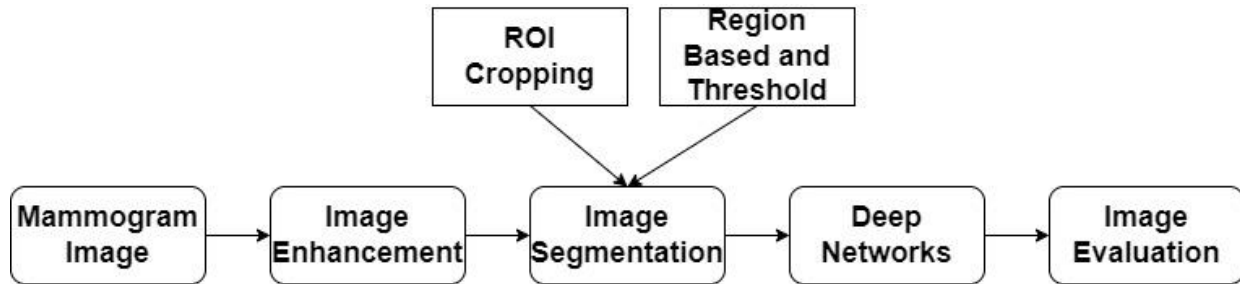 ROI
Cropping
Region
Based and
Threshold
Mammogram
Image
Image
Enhancement
Image
Segmentation
Deep
Networks
Image
Evaluation